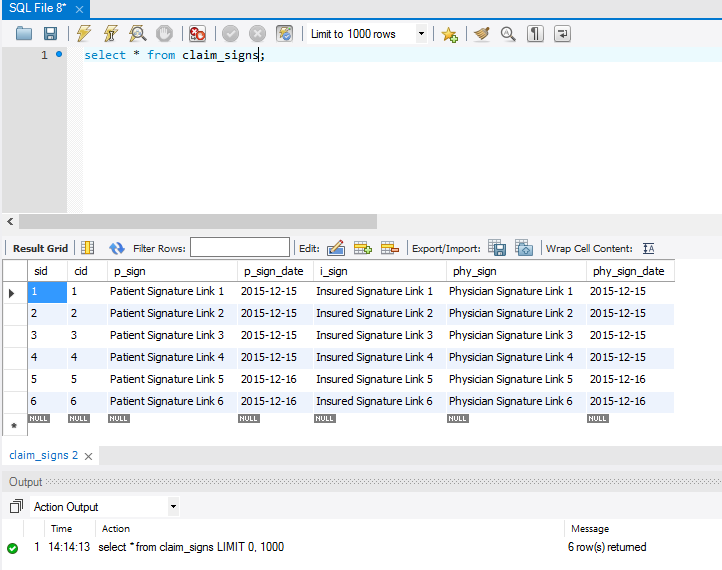 SQL File 8*
Limit to 1000 rows
1 select * from claim_signs;
Result Grid Filter Rows: Edit: Export/Import: Wrap Cell Content: IA
sid cid p_sign p_sign_date i_sign phy_sign phy_sign_date
1 1 Patient Signature Link 1 2015-12-15 Insured Signature Link 1 Physician Signature Link 1 2015-12-15
2 2 Patient Signature Link 2 2015-12-15 Insured Signature Link 2 Physician Signature Link 2 2015-12-15
3 3 Patient Signature Link 3 2015-12-15 Insured Signature Link 3 Physician Signature Link 3 2015-12-15
4 4 Patient Signature Link 4 2015-12-15 Insured Signature Link 4 Physician Signature Link 4 2015-12-15
5 5 Patient Signature Link 5 2015-12-16 Insured Signature Link 5 Physician Signature Link 5 2015-12-16
6 6 Patient Signature Link 6 2015-12-16 Insured Signature Link 6 Physician Signature Link 6 2015-12-16
NULL NULL NULL NULL NULL NULL NULL
claim_signs 2
Output
Action Output
Time Action Message
1 14:14:13 select * from claim_signs LIMIT 0, 1000 6 row(s) returned